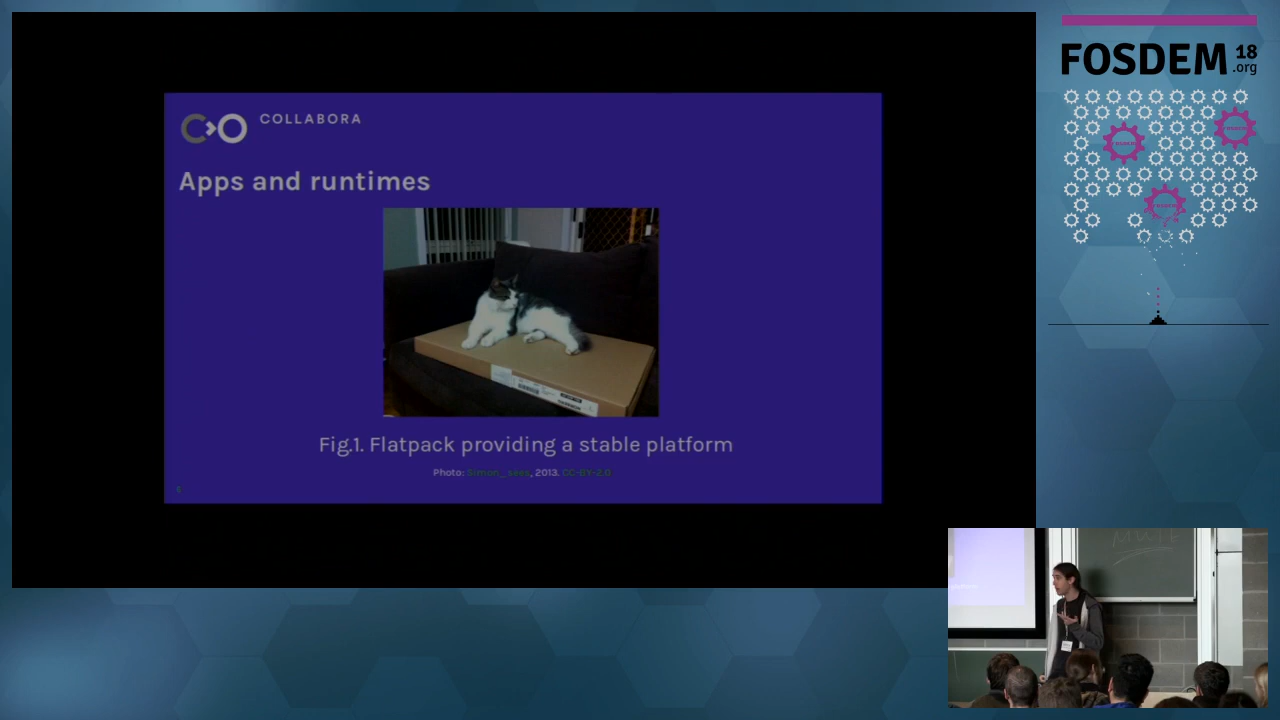 COLLABORA
Apps and runtimes
Fig.1. Flatpack providing a stable platform
Photo: Simon_sees, 2013. CC-BY-2.0
FOSDEM 18
.org